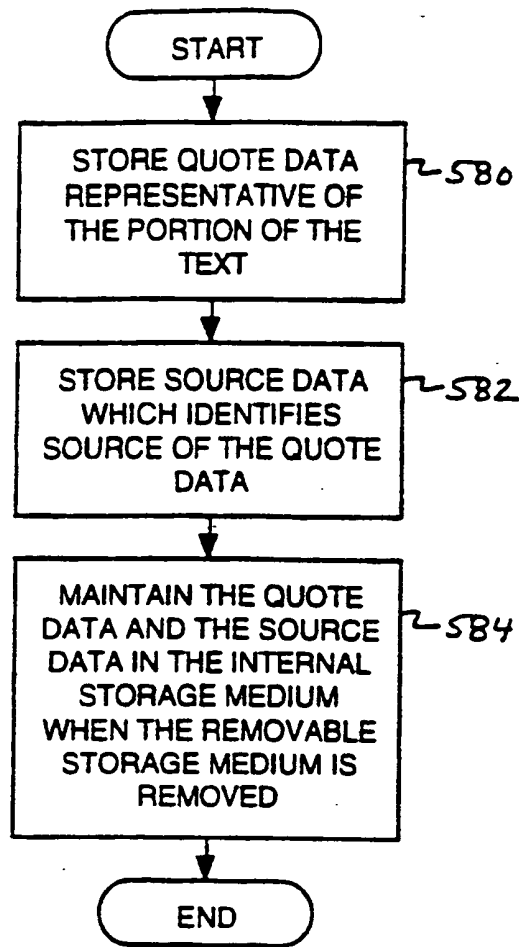 START
STORE QUOTE DATA
REPRESENTATIVE OF
THE PORTION OF THE
TEXT
580
STORE SOURCE DATA
WHICH IDENTIFIES
SOURCE OF THE QUOTE
DATA
582
MAINTAIN THE QUOTE
DATA AND THE SOURCE
DATA IN THE INTERNAL
STORAGE MEDIUM
WHEN THE REMOVABLE
STORAGE MEDIUM IS
REMOVED
584
END